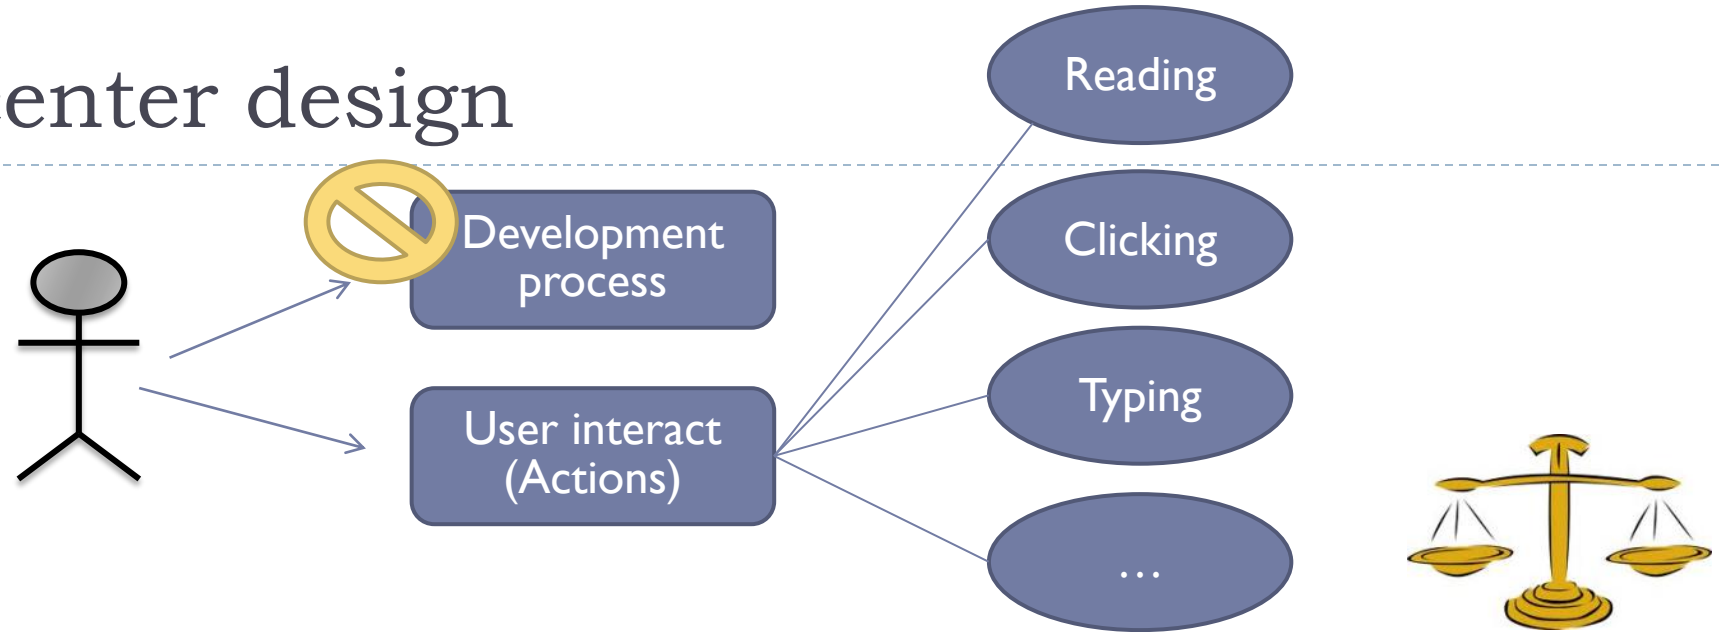 enter design
Reading
Clicking
Development
process
Typing
User interact
(Actions)
...